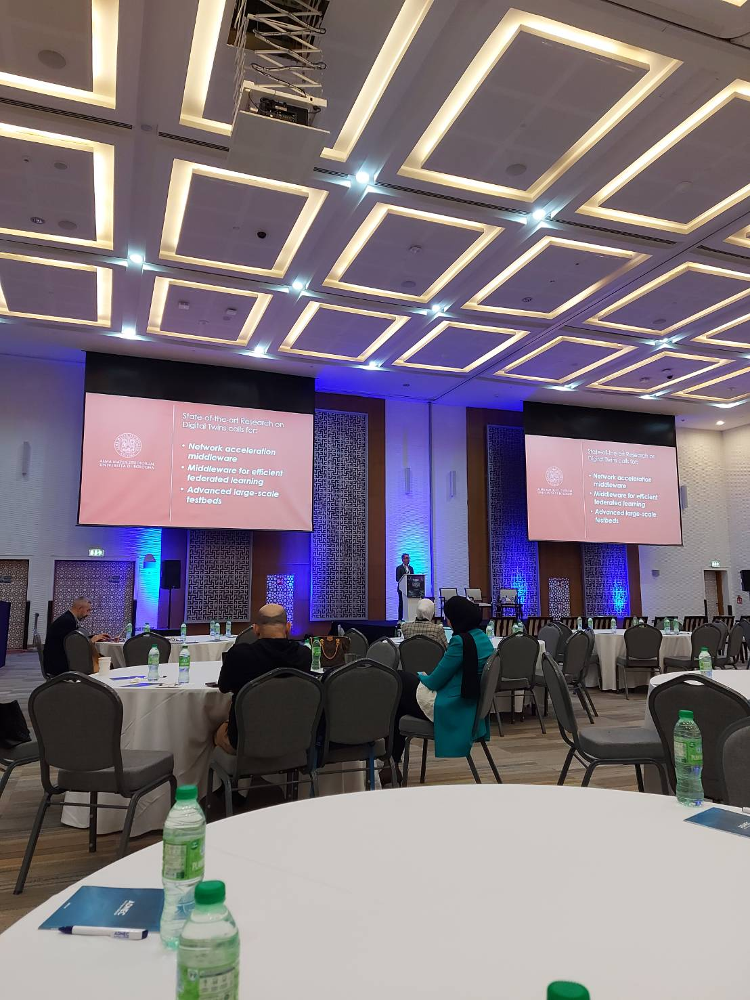 State-of-the-art Research on
Digital Twins calls for:
• Network acceleration
middleware
• Middleware for efficient
federated learning
• Advanced large-scale
testbeds
ALMA MATER STUDIORUM
UNIVERSITÀ DI BOLOGNA
State-of-the-art Research on
Digital Twins calls for:
• Network acceleration
middleware
• Middleware for efficient
federated learning
• Advanced large-scale
testbeds
ALMA MATER STUDIORUM
UNIVERSITÀ DI BOLOGNA
ADNEC
ADNEC
ADNEC